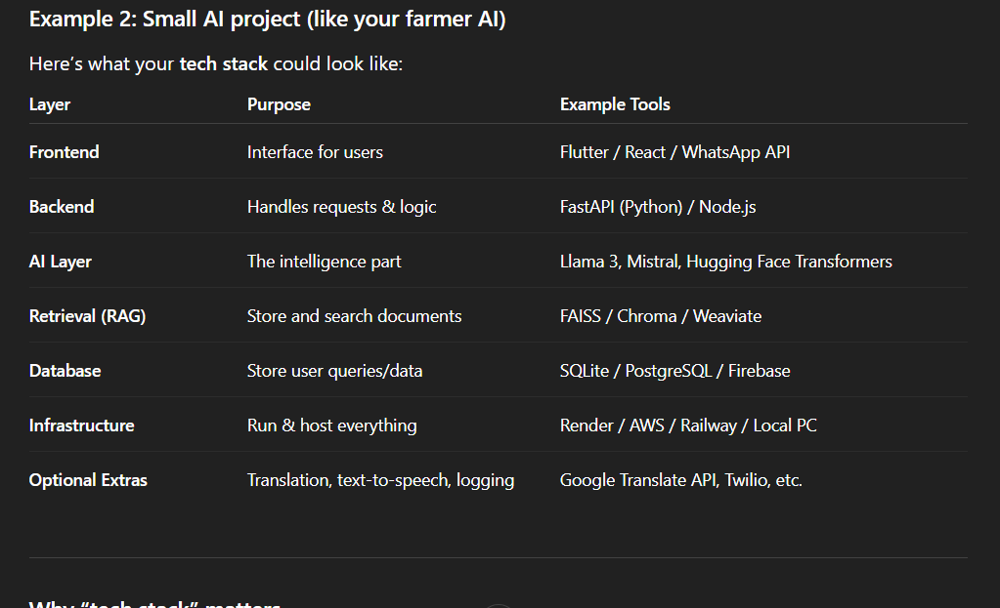 Example 2: Small AI project (like your farmer AI)
Here’s what your tech stack could look like:
Layer Purpose Example Tools
Frontend Interface for users Flutter / React / WhatsApp API
Backend Handles requests & logic FastAPI (Python) / Node.js
AI Layer The intelligence part Llama 3, Mistral, Hugging Face Transformers
Retrieval (RAG) Store and search documents FAISS / Chroma / Weaviate
Database Store user queries/data SQLite / PostgreSQL / Firebase
Infrastructure Run & host everything Render / AWS / Railway / Local PC
Optional Extras Translation, text-to-speech, logging Google Translate API, Twilio, etc.
Why “tech stack” matters